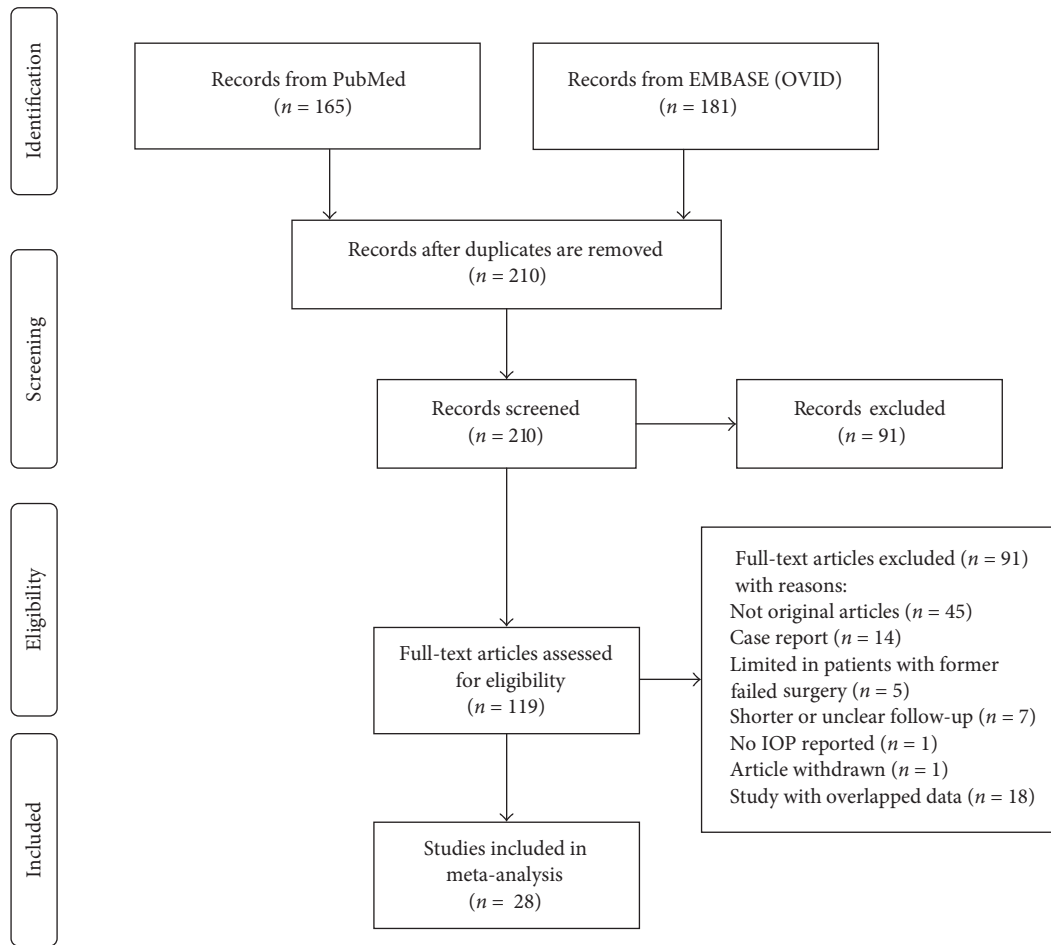 Identification
Records from PubMed
(n = 165)
Records from EMBASE (OVID)
(n = 181)
Screening
Records after duplicates are removed
(n = 210)
Records screened
(n = 210)
Records excluded
(n = 91)
Eligibility
Full-text articles assessed
for eligibility
(n = 119)
Full-text articles excluded (n = 91)
with reasons:
Not original articles (n = 45)
Case report (n = 14)
Limited in patients with former
failed surgery (n = 5)
Shorter or unclear follow-up (n = 7)
No IOP reported (n = 1)
Article withdrawn (n = 1)
Study with overlapped data (n = 18)
Included
Studies included in
meta-analysis
(n = 28)